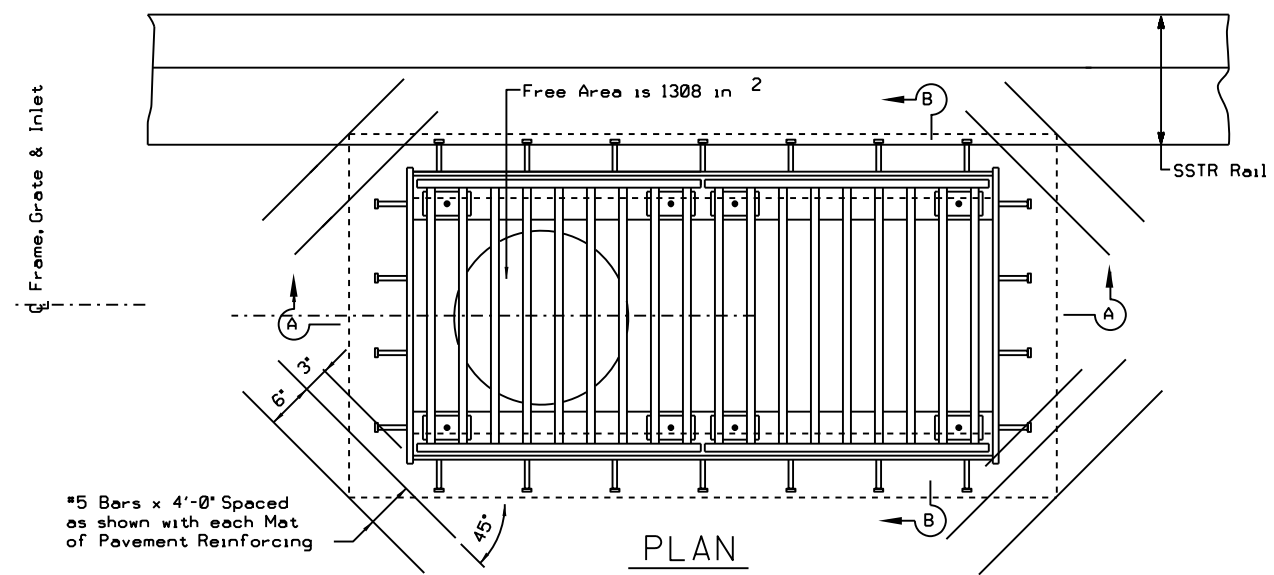 Free Area is 1308 in 2
B
SSTR Rail
℄ Frame, Grate & Inlet
A
A
3"
6"
#5 Bars x 4'-0" Spaced
as shown with each Mat
of Pavement Reinforcing
45°
B
PLAN